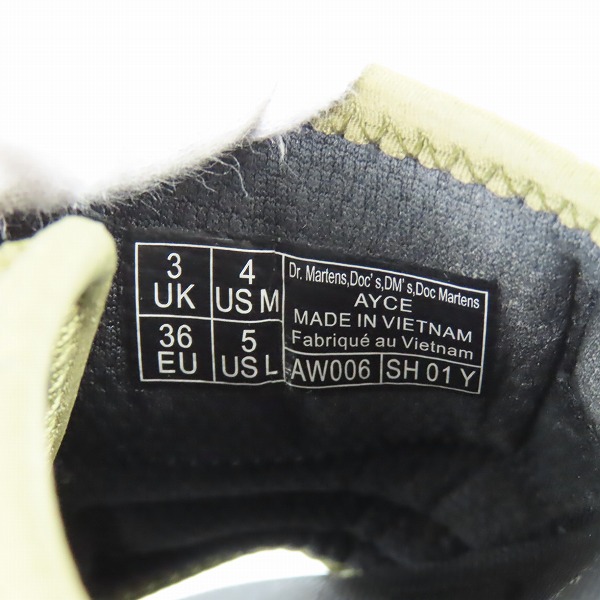 3
UK
4
US M
36
EU
5
US L
Dr. Martens,Doc's,DM's,Doc Martens
AYCE
MADE IN VIETNAM
Fabriqué au Vietnam
AW006
SH 01 Y